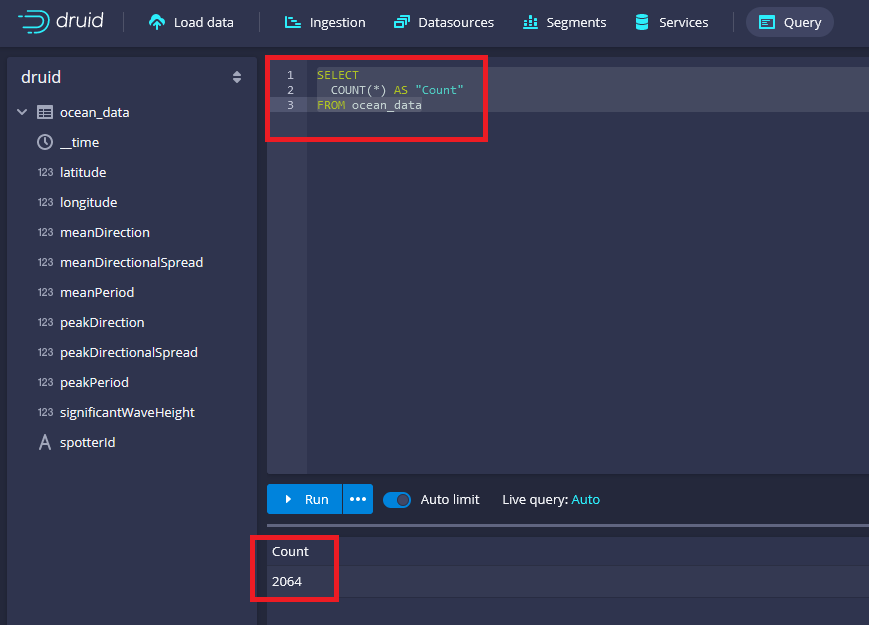 druid
Load data
Ingestion
Datasources
Segments
Services
Query
druid
ocean_data
__time
123 latitude
123 longitude
123 meanDirection
123 meanDirectionalSpread
123 meanPeriod
123 peakDirection
123 peakDirectionalSpread
123 peakPeriod
123 significantWaveHeight
A spotterId
1 SELECT
2 COUNT(*) AS "Count"
3 FROM ocean_data
Run
Auto limit
Live query: Auto
Count
2064